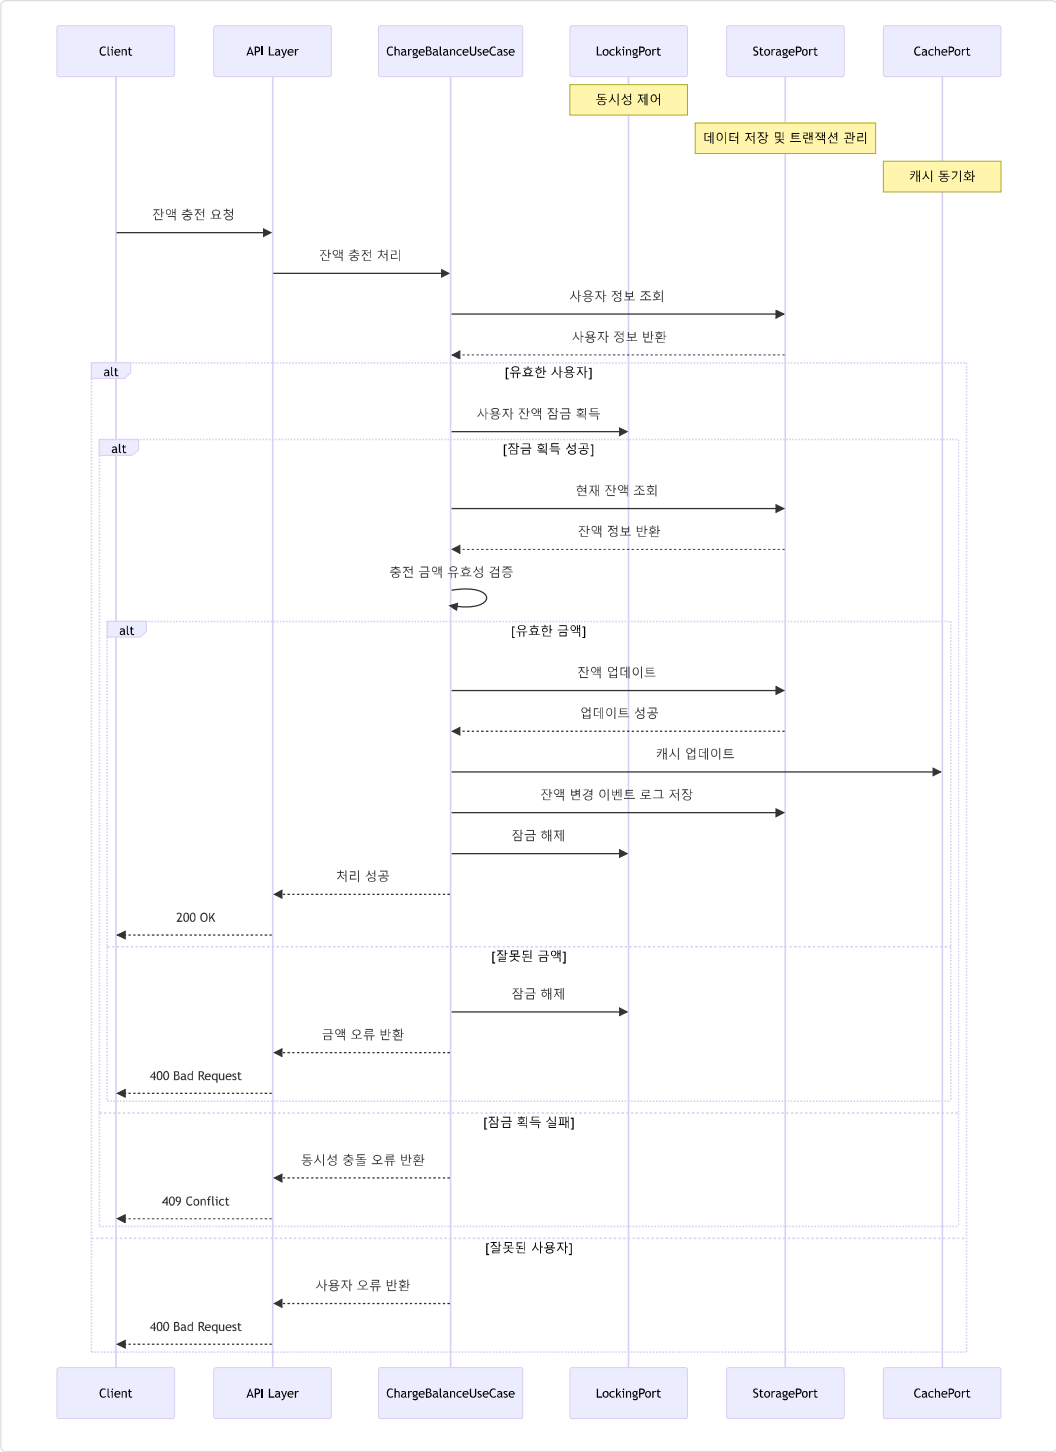 Client
API Layer
ChargeBalanceUseCase
LockingPort
StoragePort
CachePort
동시성 제어
데이터 저장 및 트랜잭션 관리
캐시 동기화
잔액 충전 요청
잔액 충전 처리
사용자 정보 조회
사용자 정보 반환
alt
[유효한 사용자]
사용자 잔액 잠금 획득
alt
[잠금 획득 성공]
현재 잔액 조회
잔액 정보 반환
충전 금액 유효성 검증
alt
[유효한 금액]
잔액 업데이트
업데이트 성공
캐시 업데이트
잔액 변경 이벤트 로그 저장
잠금 해제
처리 성공
200 OK
[잘못된 금액]
잠금 해제
금액 오류 반환
400 Bad Request
[잠금 획득 실패]
동시성 충돌 오류 반환
409 Conflict
[잘못된 사용자]
사용자 오류 반환
400 Bad Request
Client
API Layer
ChargeBalanceUseCase
LockingPort
StoragePort
CachePort